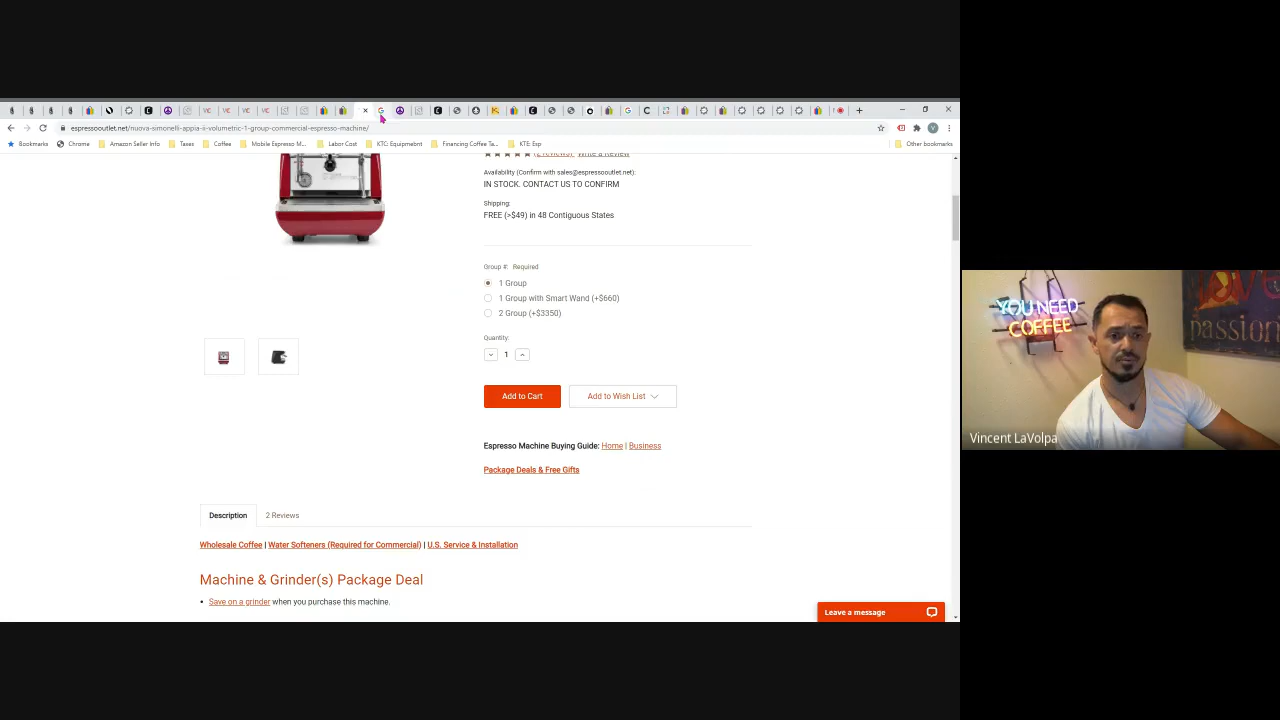 espressooutlet.net/nuova-simonelli-appia-ii-volumetric-1-group-commercial-espresso-machine/
Bookmarks Chrome Amazon Seller Info Taxes Coffee Mobile Espresso M... Labor Cost KTC: Equipmebnt Financing Coffee Ta... KTE: Esp Other bookmarks
(2 reviews) Write a Review
Availability (Confirm with sales@espressooutlet.net):
IN STOCK. CONTACT US TO CONFIRM
Shipping:
FREE (>$49) in 48 Contiguous States
Group #: Required
1 Group
1 Group with Smart Wand (+$660)
2 Group (+$3350)
Quantity:
1
Add to Cart Add to Wish List
Espresso Machine Buying Guide: Home | Business
Package Deals & Free Gifts
Description 2 Reviews
Wholesale Coffee | Water Softeners (Required for Commercial) | U.S. Service & Installation
Machine & Grinder(s) Package Deal
Save on a grinder when you purchase this machine.
Leave a message
YOU NEED
COFFEE
passion
Vincent LaVolpa